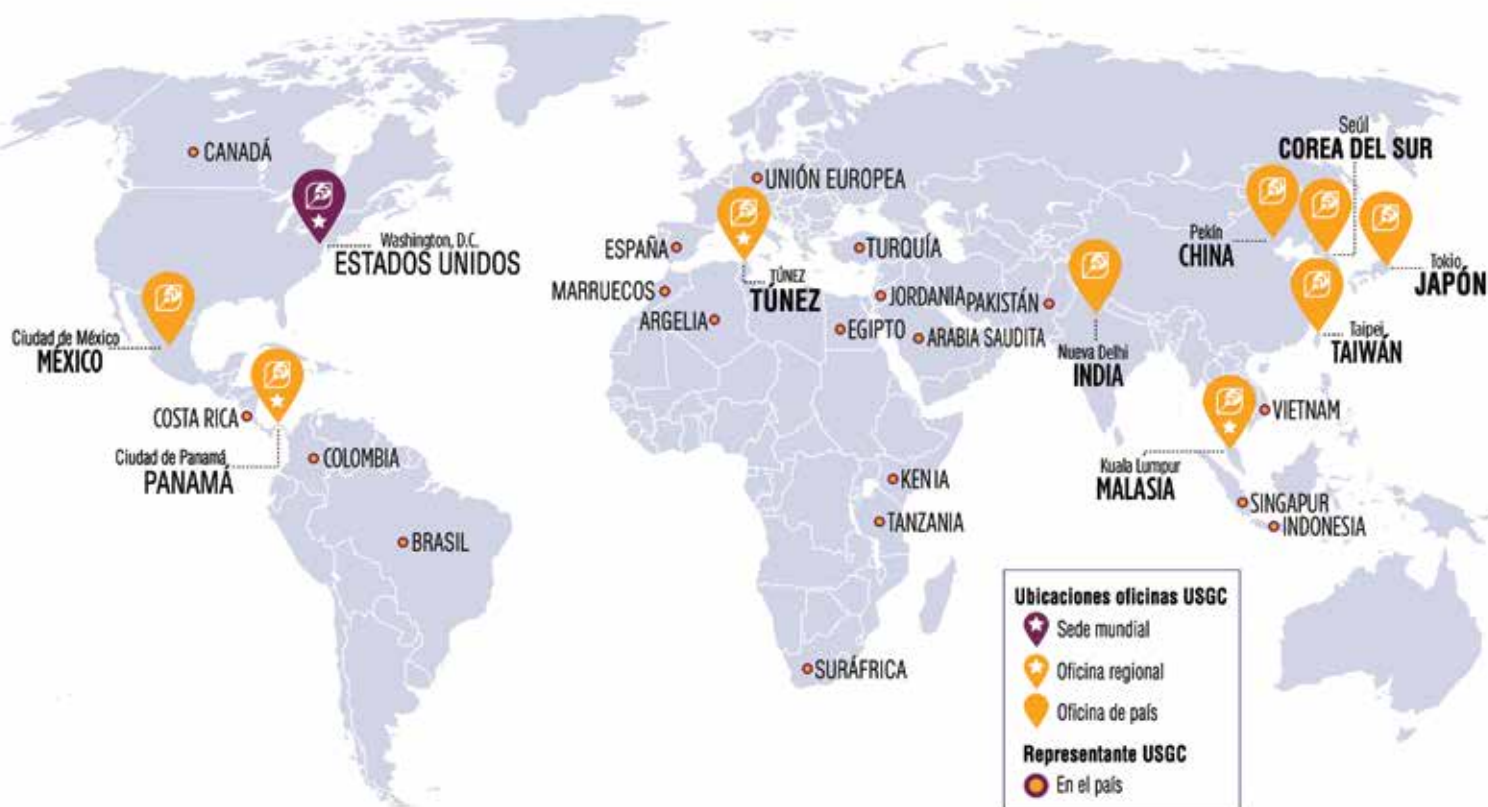 CANADÁ
Washington, D.C.
ESTADOS UNIDOS
Ciudad de México
MÉXICO
COSTA RICA
Ciudad de Panamá
PANAMÁ
COLOMBIA
BRASIL
UNIÓN EUROPEA
ESPAÑA
TURQUÍA
TÚNEZ
TÚNEZ
MARRUECOS
ARGELIA
JORDANIA
PAKISTÁN
EGIPTO
ARABIA SAUDITA
KENIA
TANZANIA
SURÁFRICA
Seúl
COREA DEL SUR
Pekín
CHINA
Tokio
JAPÓN
Taipei
TAIWÁN
Nueva Delhi
INDIA
VIETNAM
Kuala Lumpur
MALASIA
SINGAPUR
INDONESIA
Ubicaciones oficinas USGC
Sede mundial
Oficina regional
Oficina de país
Representante USGC
En el país